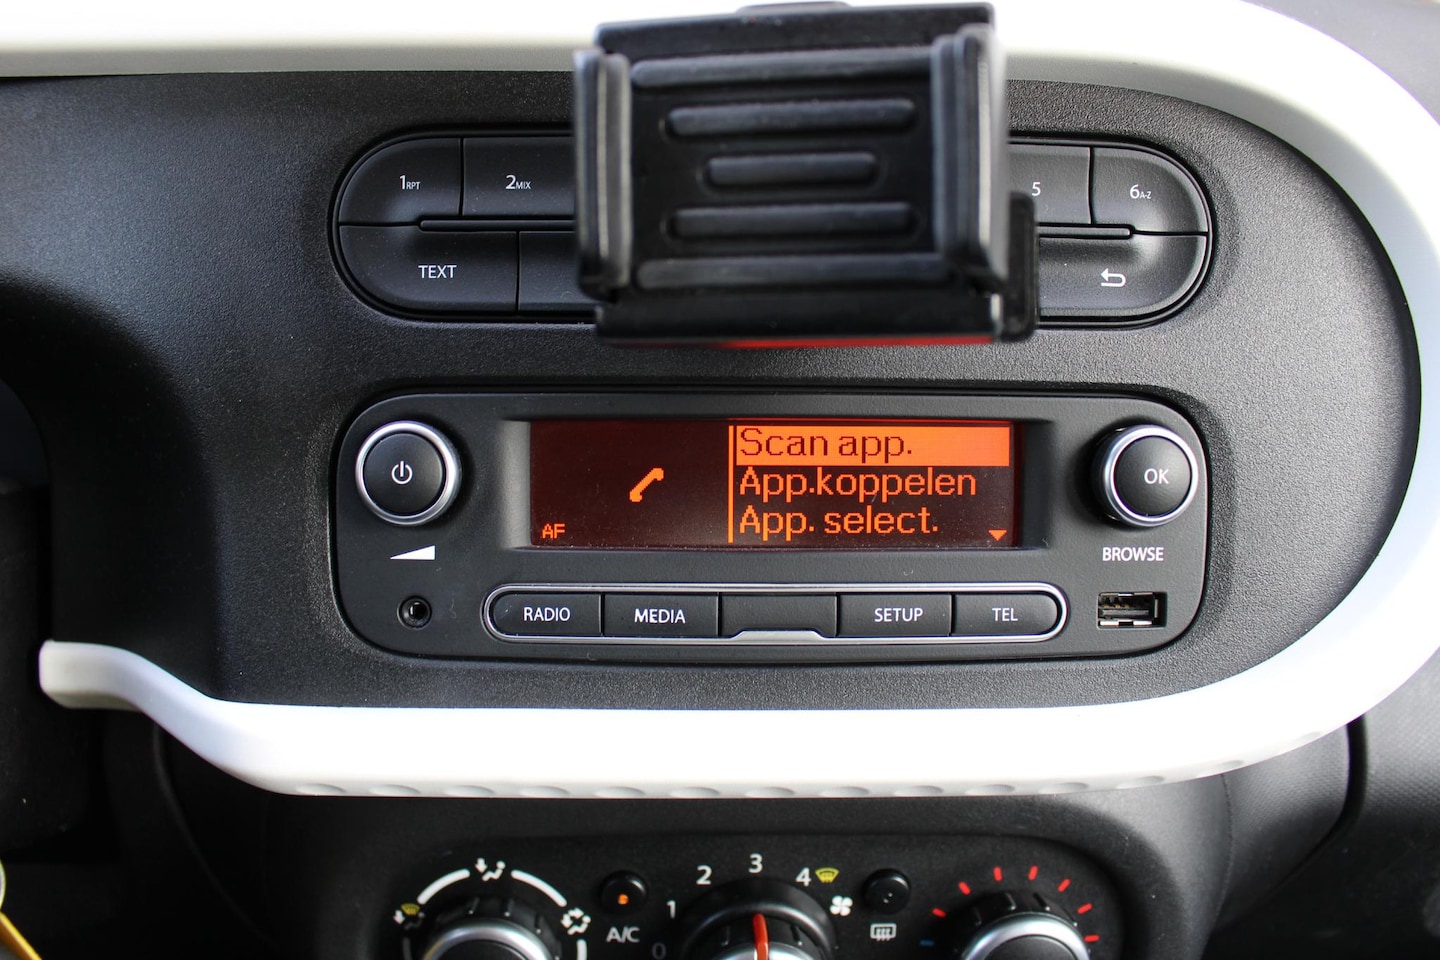 1RPT
2MIX
5
6A-Z
TEXT
Scan app.
App.koppelen
App. select.
AF
OK
BROWSE
RADIO
MEDIA
SETUP
TEL
0
1
2
3
4
A/C